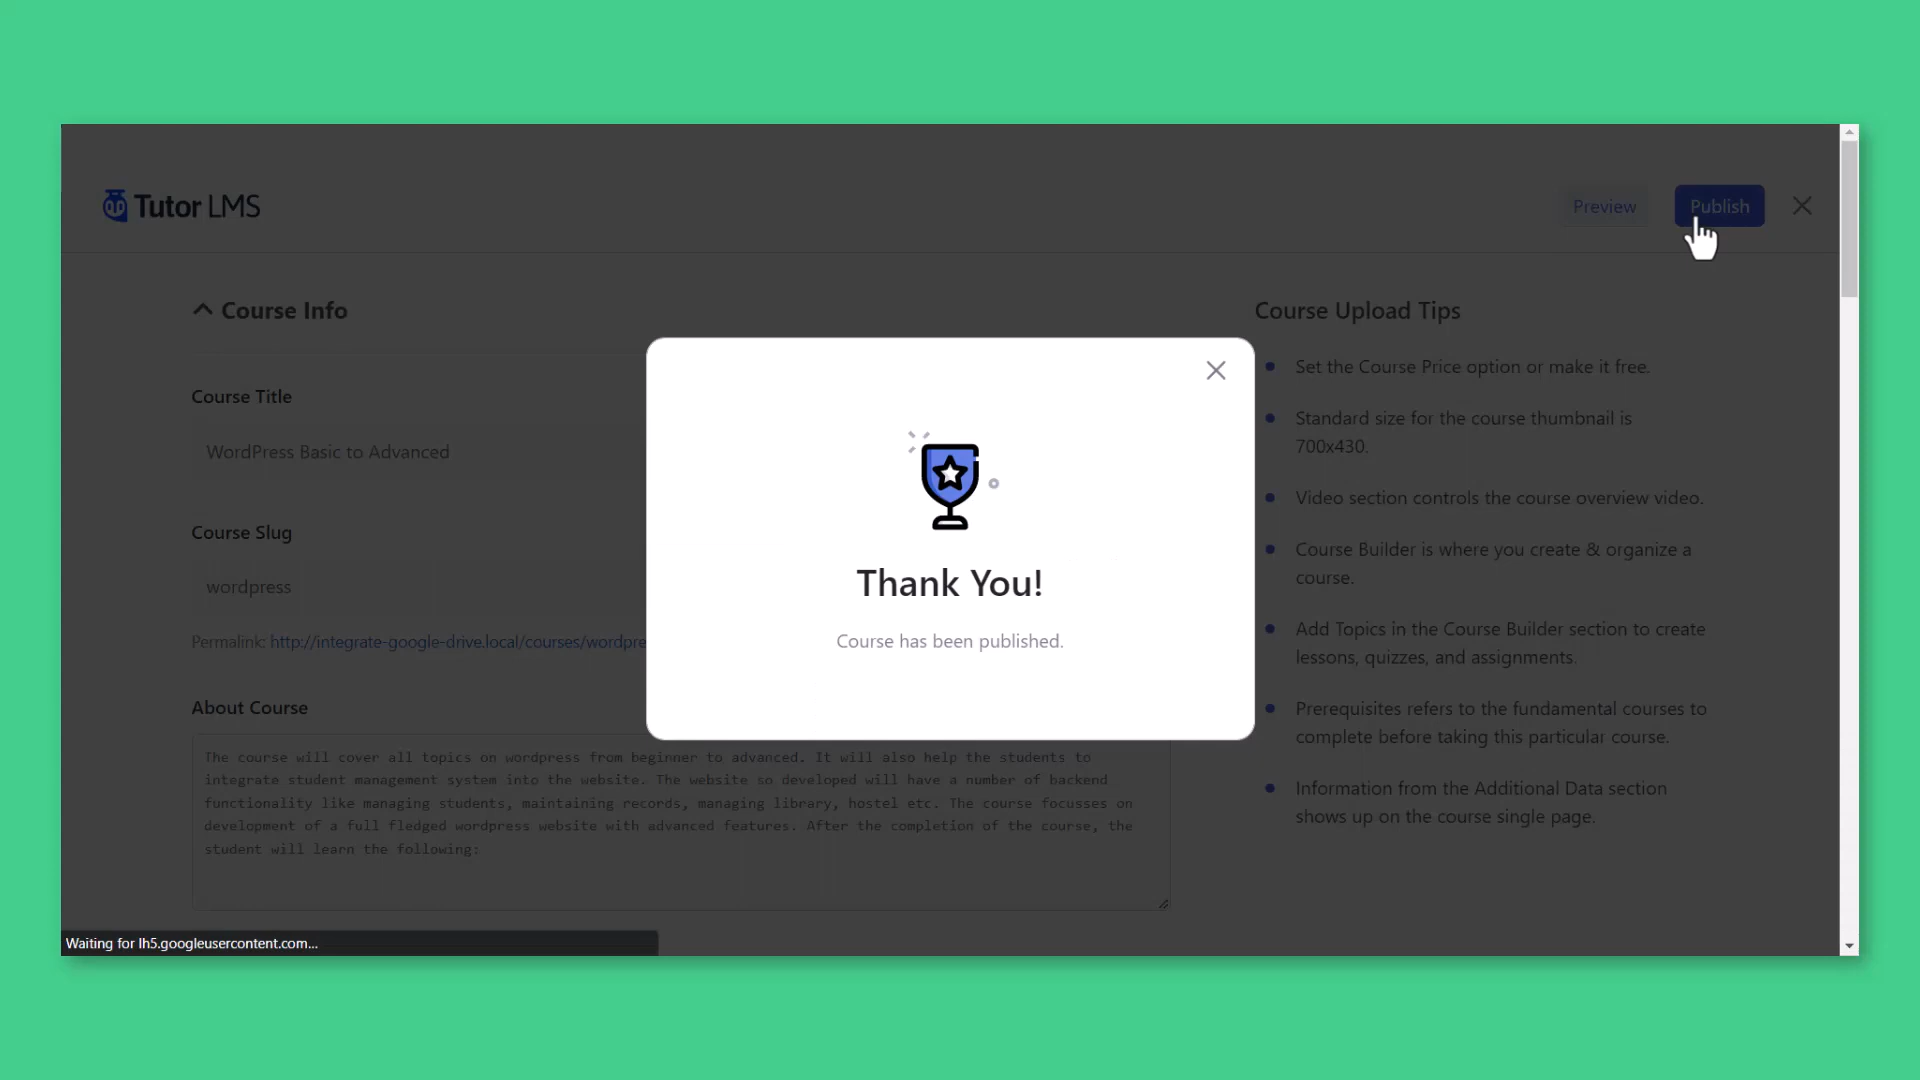 Tutor LMS
Preview
Publish
Course Info
Course Title
WordPress Basic to Advanced
Course Slug
wordpress
Permalink: http://integrate-google-drive.local/courses/wordpre
About Course
The course will cover all topics on wordpress from beginner to advanced. It will also help the students to
integrate student management system into the website. The website so developed will have a number of backend
functionality like managing students, maintaining records, managing library, hostel etc. The course focusses on
development of a full fledged wordpress website with advanced features. After the completion of the course, the
student will learn the following:
Thank You!
Course has been published.
Course Upload Tips
Set the Course Price option or make it free.
Standard size for the course thumbnail is
700x430.
Video section controls the course overview video.
Course Builder is where you create & organize a
course.
Add Topics in the Course Builder section to create
lessons, quizzes, and assignments.
Prerequisites refers to the fundamental courses to
complete before taking this particular course.
Information from the Additional Data section
shows up on the course single page.
Waiting for lh5.googleusercontent.com...